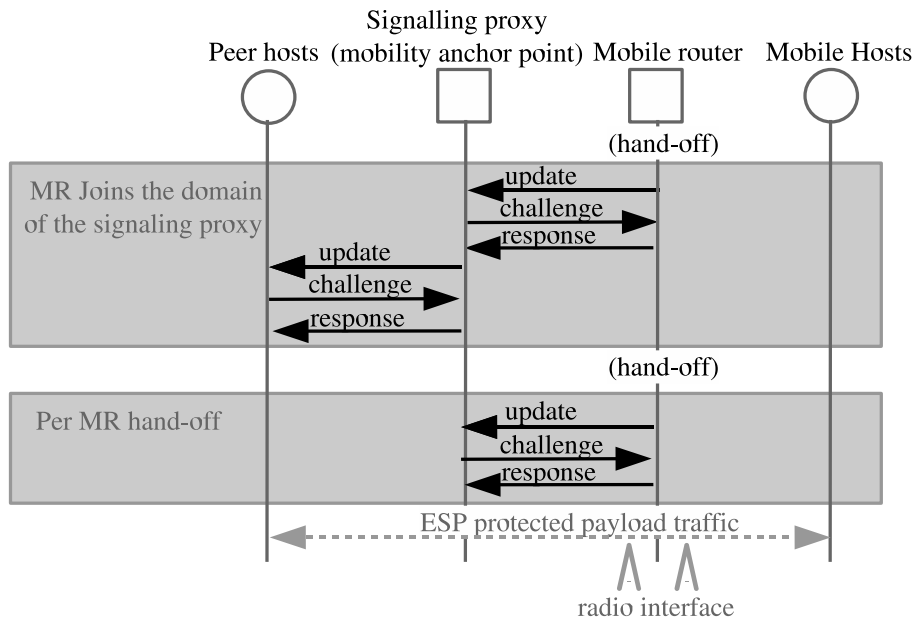 Signalling proxy
Peer hosts (mobility anchor point) Mobile router Mobile Hosts
(hand-off)
MR Joins the domain
of the signaling proxy
update
challenge
response
update
challenge
response
(hand-off)
Per MR hand-off
update
challenge
response
ESP protected payload traffic
radio interface